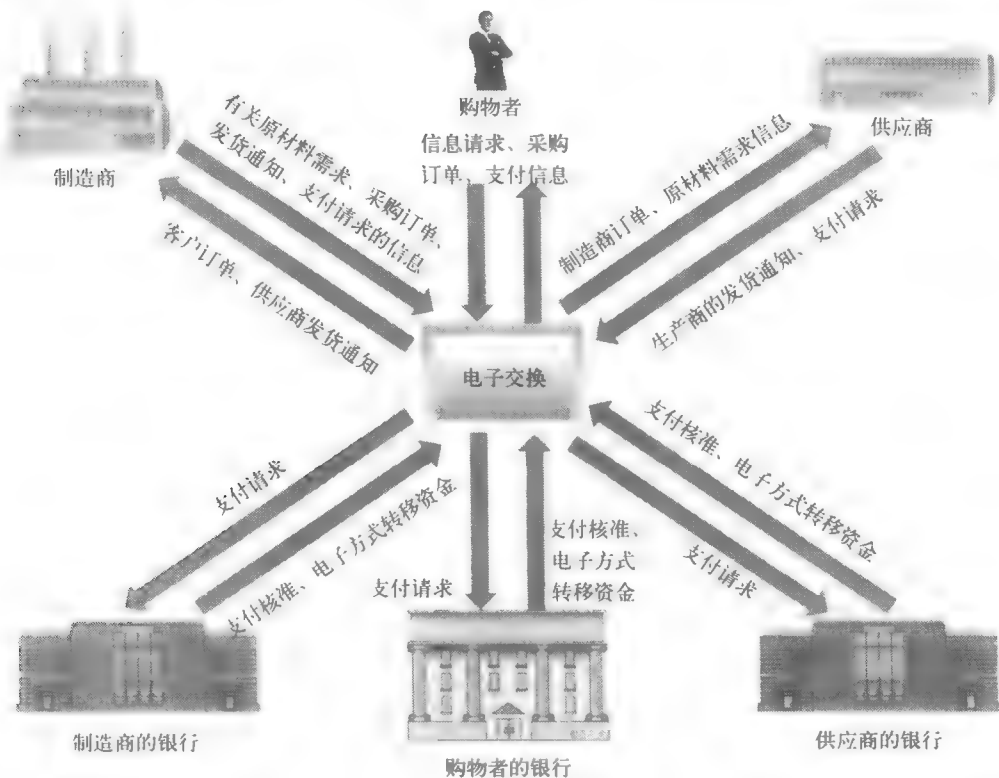 购物者
制造商
供应商
有关原材料需求、采购订单、
发货通知、支付请求的信息
客户订单、供应商发货通知
信息请求、采购
订单、支付信息
制造商订单、原材料需求信息
生产商的发货通知、支付请求
电子交换
支付请求
支付核准、电子方式转移资金
支付请求
支付核准、
电子方式
转移资金
支付核准、电子方式转移资金
支付请求
制造商的银行
购物者的银行
供应商的银行